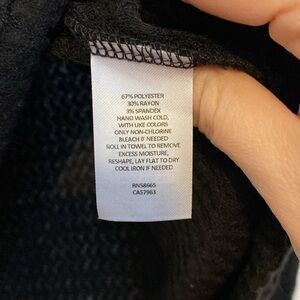 67% POLYESTER
30% RAYON
3% SPANDEX
HAND WASH COLD,
WITH LIKE COLORS
ONLY NON-CHLORINE
BLEACH IF NEEDED
ROLL IN TOWEL TO REMOVE
EXCESS MOISTURE,
RESHAPE, LAY FLAT TO DRY
COOL IRON IF NEEDED
RN58665
CA57963